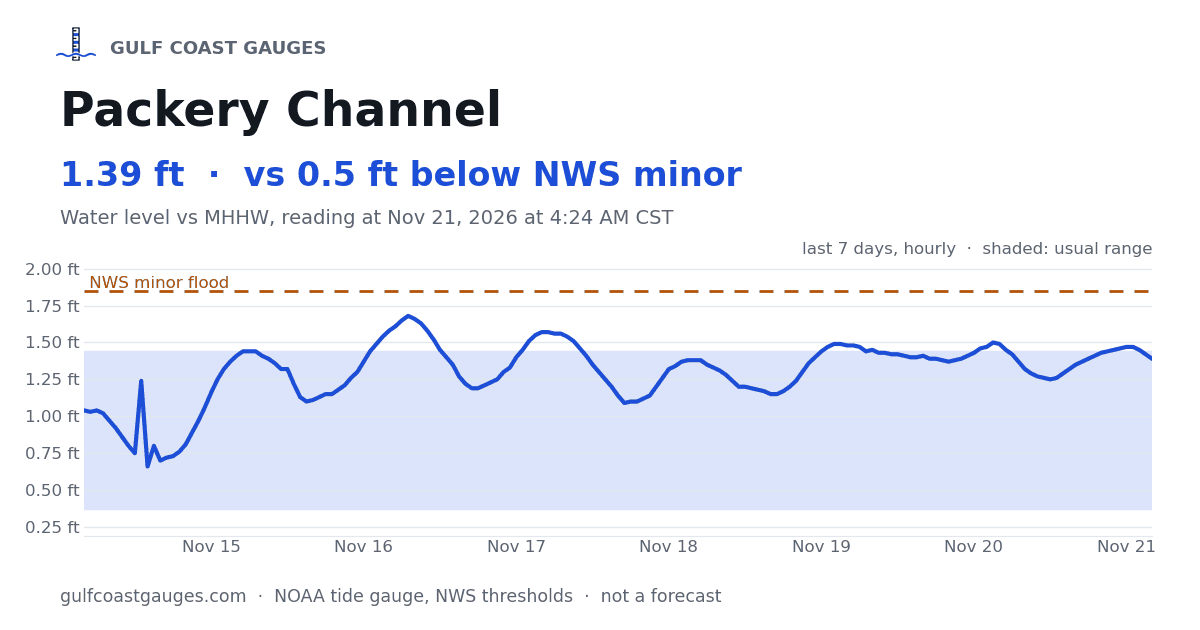 GULF COAST GAUGES
Packery Channel
1.39 ft · vs 0.5 ft below NWS minor
Water level vs MHHW, reading at Nov 21, 2026 at 4:24 AM CST
last 7 days, hourly · shaded: usual range
2.00 ft
NWS minor flood
1.75 ft
1.50 ft
1.25 ft
1.00 ft
0.75 ft
0.50 ft
0.25 ft
Nov 15 Nov 16 Nov 17 Nov 18 Nov 19 Nov 20 Nov 21
gulfcoastgauges.com · NOAA tide gauge, NWS thresholds · not a forecast